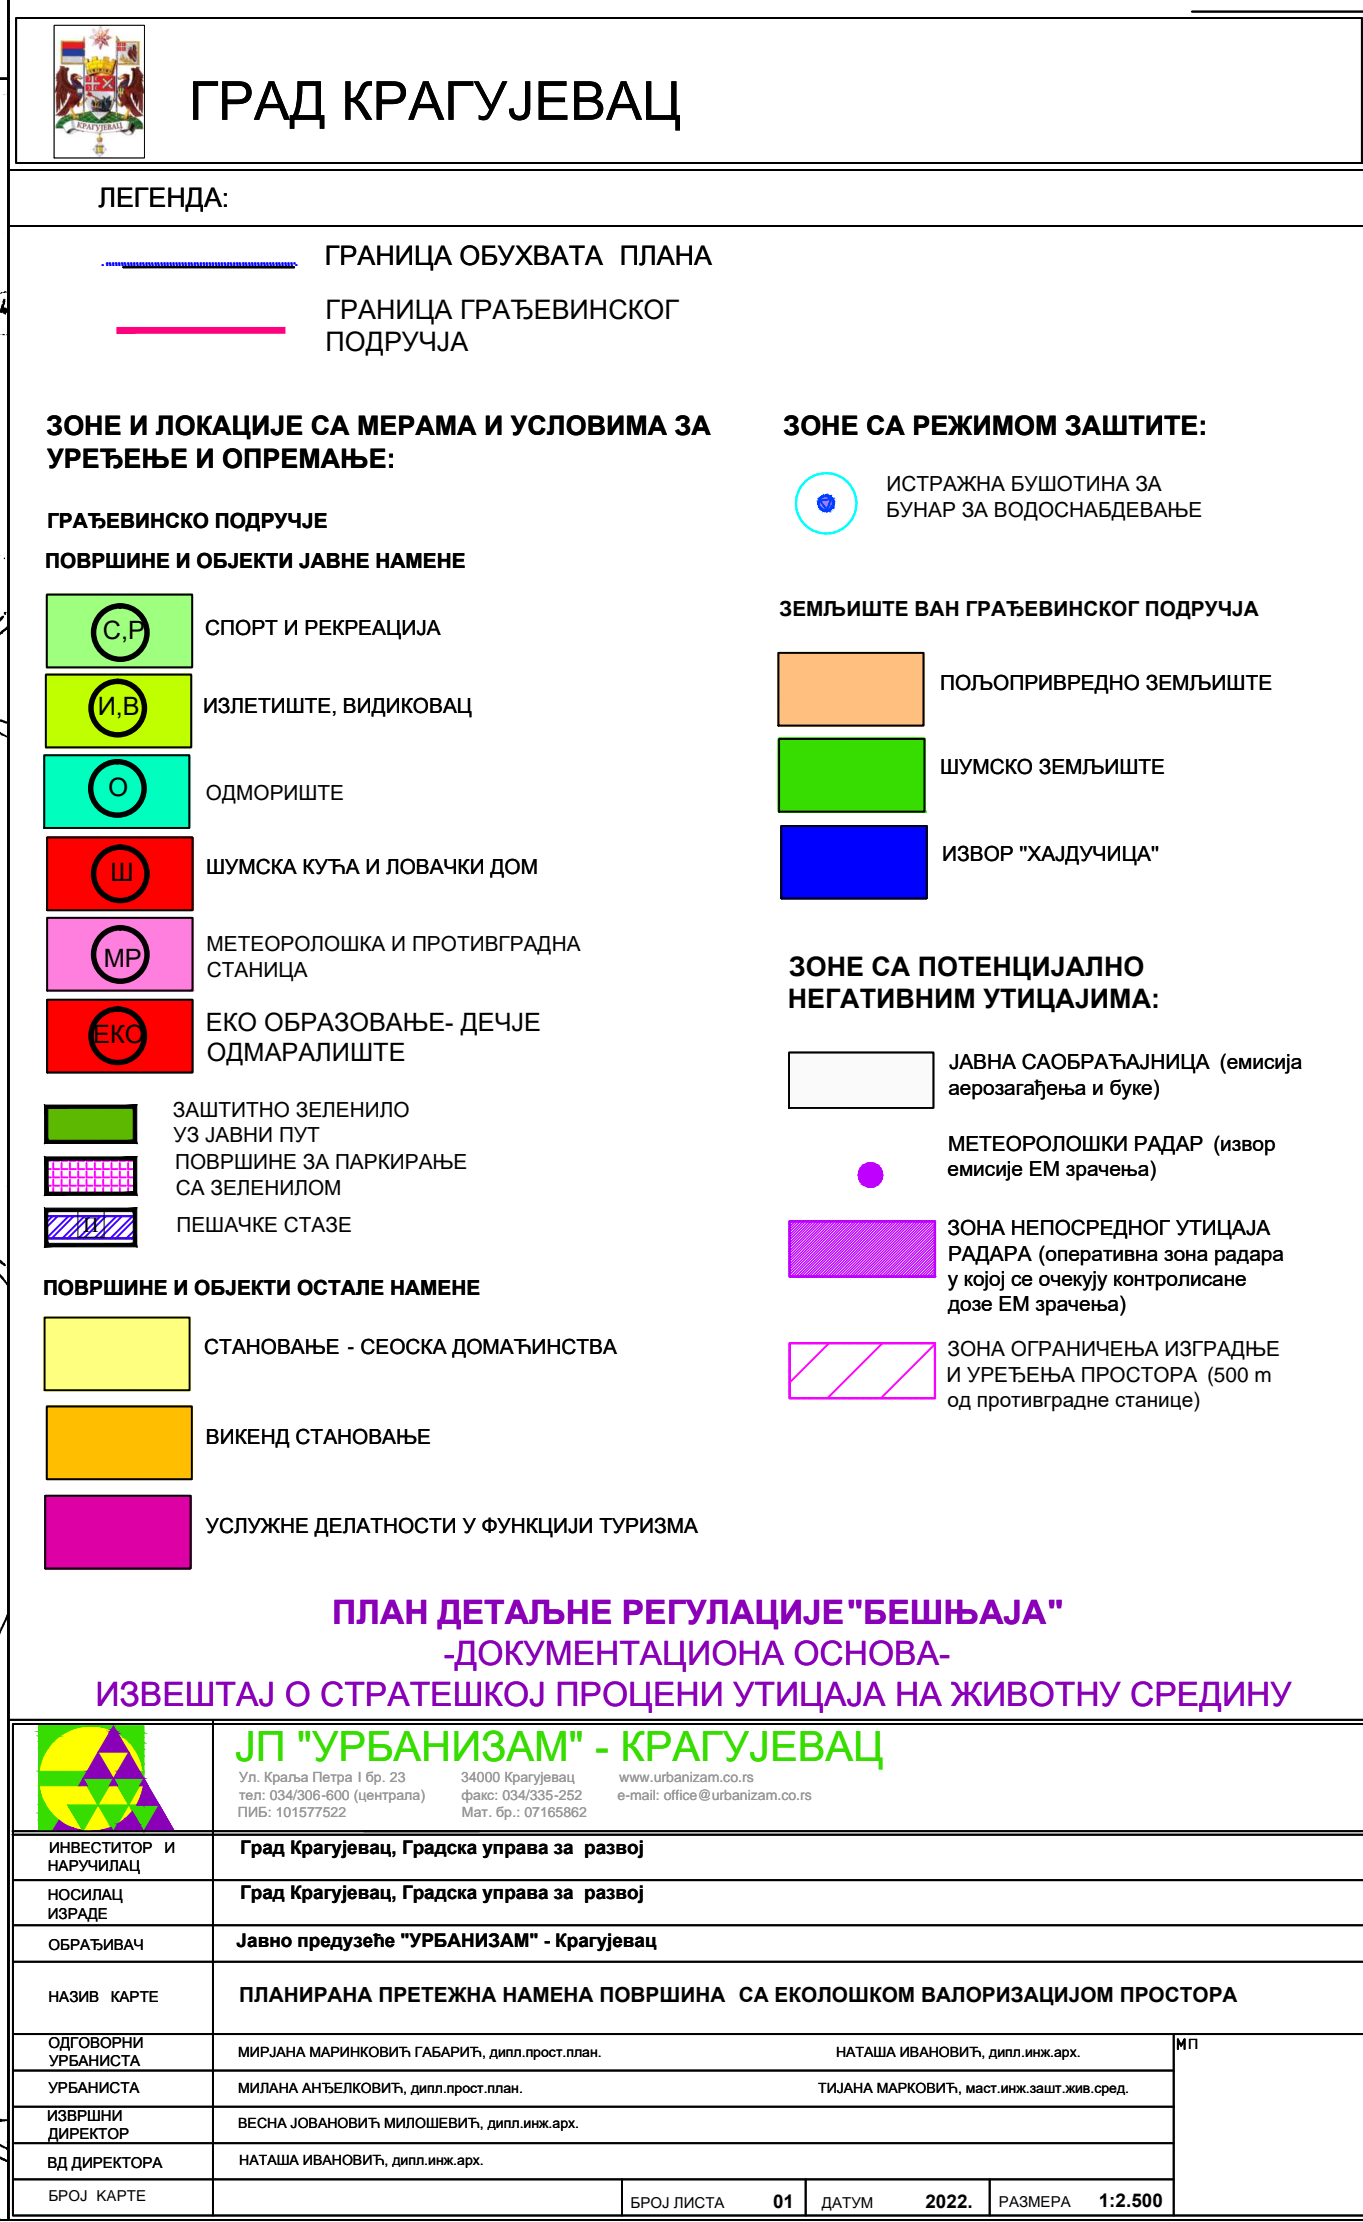 КРАГУЈЕВАЦ
ГРАД КРАГУЈЕВАЦ
ЛЕГЕНДА:
ГРАНИЦА ОБУХВАТА ПЛАНА
ГРАНИЦА ГРАЂЕВИНСКОГ
ПОДРУЧЈА
ЗОНЕ И ЛОКАЦИЈЕ СА МЕРАМА И УСЛОВИМА ЗА
УРЕЂЕЊЕ И ОПРЕМАЊЕ:
ГРАЂЕВИНСКО ПОДРУЧЈЕ
ПОВРШИНЕ И ОБЈЕКТИ ЈАВНЕ НАМЕНЕ
С,Р СПОРТ И РЕКРЕАЦИЈА
И,В ИЗЛЕТИШТЕ, ВИДИКОВАЦ
О ОДМОРИШТЕ
Ш ШУМСКА КУЋА И ЛОВАЧКИ ДОМ
МР МЕТЕОРОЛОШКА И ПРОТИВГРАДНА
СТАНИЦА
ЕКО ЕКО ОБРАЗОВАЊЕ- ДЕЧЈЕ
ОДМАРАЛИШТЕ
ЗАШТИТНО ЗЕЛЕНИЛО
УЗ ЈАВНИ ПУТ
ПОВРШИНЕ ЗА ПАРКИРАЊЕ
СА ЗЕЛЕНИЛОМ
П ПЕШАЧКЕ СТАЗЕ
ПОВРШИНЕ И ОБЈЕКТИ ОСТАЛЕ НАМЕНЕ
СТАНОВАЊЕ - СЕОСКА ДОМАЋИНСТВА
ВИКЕНД СТАНОВАЊЕ
УСЛУЖНЕ ДЕЛАТНОСТИ У ФУНКЦИЈИ ТУРИЗМА
ЗОНЕ СА РЕЖИМОМ ЗАШТИТЕ:
ИСТРАЖНА БУШОТИНА ЗА
БУНАР ЗА ВОДОСНАБДЕВАЊЕ
ЗЕМЉИШТЕ ВАН ГРАЂЕВИНСКОГ ПОДРУЧЈА
ПОЉОПРИВРЕДНО ЗЕМЉИШТЕ
ШУМСКО ЗЕМЉИШТЕ
ИЗВОР "ХАЈДУЧИЦА"
ЗОНЕ СА ПОТЕНЦИЈАЛНО
НЕГАТИВНИМ УТИЦАЈИМА:
ЈАВНА САОБРАЋАЈНИЦА (емисија
аерозагађења и буке)
МЕТЕОРОЛОШКИ РАДАР (извор
емисије ЕМ зрачења)
ЗОНА НЕПОСРЕДНОГ УТИЦАЈА
РАДАРА (оперативна зона радара
у којој се очекују контролисане
дозе ЕМ зрачења)
ЗОНА ОГРАНИЧЕЊА ИЗГРАДЊЕ
И УРЕЂЕЊА ПРОСТОРА (500 m
од противградне станице)
ПЛАН ДЕТАЉНЕ РЕГУЛАЦИЈЕ"БЕШЊАЈА"
-ДОКУМЕНТАЦИОНА ОСНОВА-
ИЗВЕШТАЈ О СТРАТЕШКОЈ ПРОЦЕНИ УТИЦАЈА НА ЖИВОТНУ СРЕДИНУ
ЈП "УРБАНИЗАМ" - КРАГУЈЕВАЦ
Ул. Краља Петра I бр. 23 34000 Крагујевац www.urbanizam.co.rs
тел: 034/306-600 (централа) факс: 034/335-252 e-mail: office@urbanizam.co.rs
ПИБ: 101577522 Мат. бр.: 07165862
ИНВЕСТИТОР И
НАРУЧИЛАЦ
Град Крагујевац, Градска управа за развој
НОСИЛАЦ
ИЗРАДЕ
Град Крагујевац, Градска управа за развој
ОБРАЂИВАЧ Јавно предузеће "УРБАНИЗАМ" - Крагујевац
НАЗИВ КАРТЕ ПЛАНИРАНА ПРЕТЕЖНА НАМЕНА ПОВРШИНА СА ЕКОЛОШКОМ ВАЛОРИЗАЦИЈОМ ПРОСТОРА
ОДГОВОРНИ
УРБАНИСТА
МИРЈАНА МАРИНКОВИЋ ГАБАРИЋ, дипл.прост.план. НАТАША ИВАНОВИЋ, дипл.инж.арх. МП
УРБАНИСТА МИЛАНА АНЂЕЛКОВИЋ, дипл.прост.план. ТИЈАНА МАРКОВИЋ, маст.инж.зашт.жив.сред.
ИЗВРШНИ
ДИРЕКТОР
ВЕСНА ЈОВАНОВИЋ МИЛОШЕВИЋ, дипл.инж.арх.
ВД ДИРЕКТОРА НАТАША ИВАНОВИЋ, дипл.инж.арх.
БРОЈ КАРТЕ БРОЈ ЛИСТА 01 ДАТУМ 2022. РАЗМЕРА 1:2.500